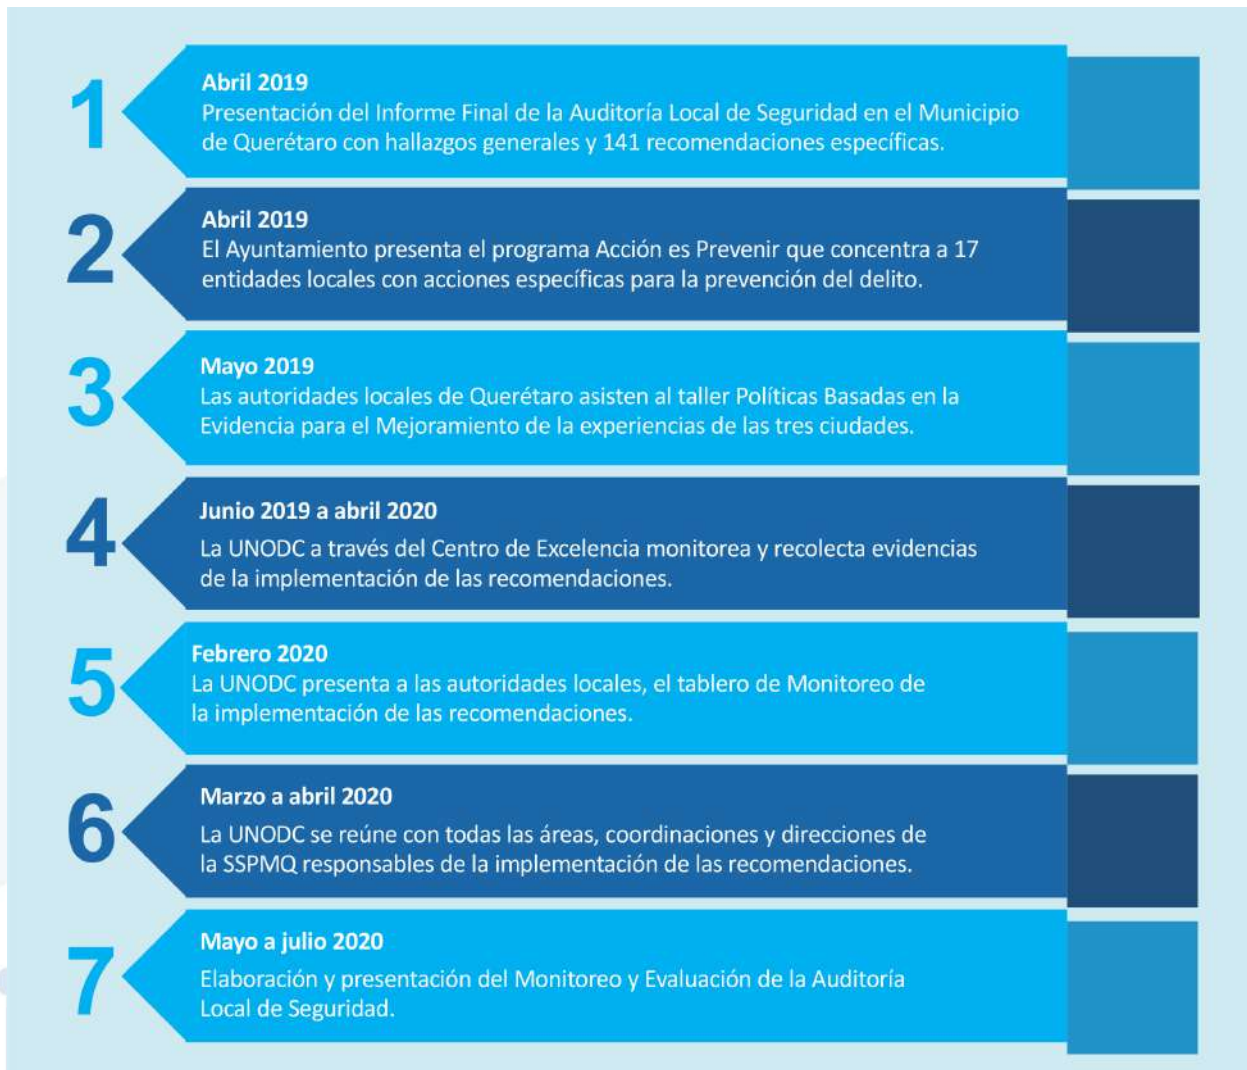 1
Abril 2019
Presentación del Informe Final de la Auditoría Local de Seguridad en el Municipio
de Querétaro con hallazgos generales y 141 recomendaciones específicas.
2
Abril 2019
El Ayuntamiento presenta el programa Acción es Prevenir que concentra a 17
entidades locales con acciones específicas para la prevención del delito.
3
Mayo 2019
Las autoridades locales de Querétaro asisten al taller Políticas Basadas en la
Evidencia para el Mejoramiento de la experiencias de las tres ciudades.
4
Junio 2019 a abril 2020
La UNODC a través del Centro de Excelencia monitorea y recolecta evidencias
de la implementación de las recomendaciones.
5
Febrero 2020
La UNODC presenta a las autoridades locales, el tablero de Monitoreo de
la implementación de las recomendaciones.
6
Marzo a abril 2020
La UNODC se reúne con todas las áreas, coordinaciones y direcciones de
la SSPMQ responsables de la implementación de las recomendaciones.
7
Mayo a julio 2020
Elaboración y presentación del Monitoreo y Evaluación de la Auditoría
Local de Seguridad.